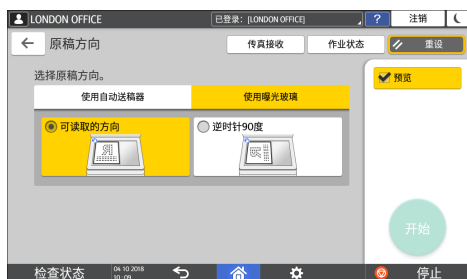 LONDON OFFICE
已登录: [LONDON OFFICE]
?
注销
原稿方向
传真接收
作业状态
重设
选择原稿方向。
使用自动送稿器
使用曝光玻璃
预览
可读取的方向
逆时针90度
开始
检查状态
04 10 2018
10 : 09
停止